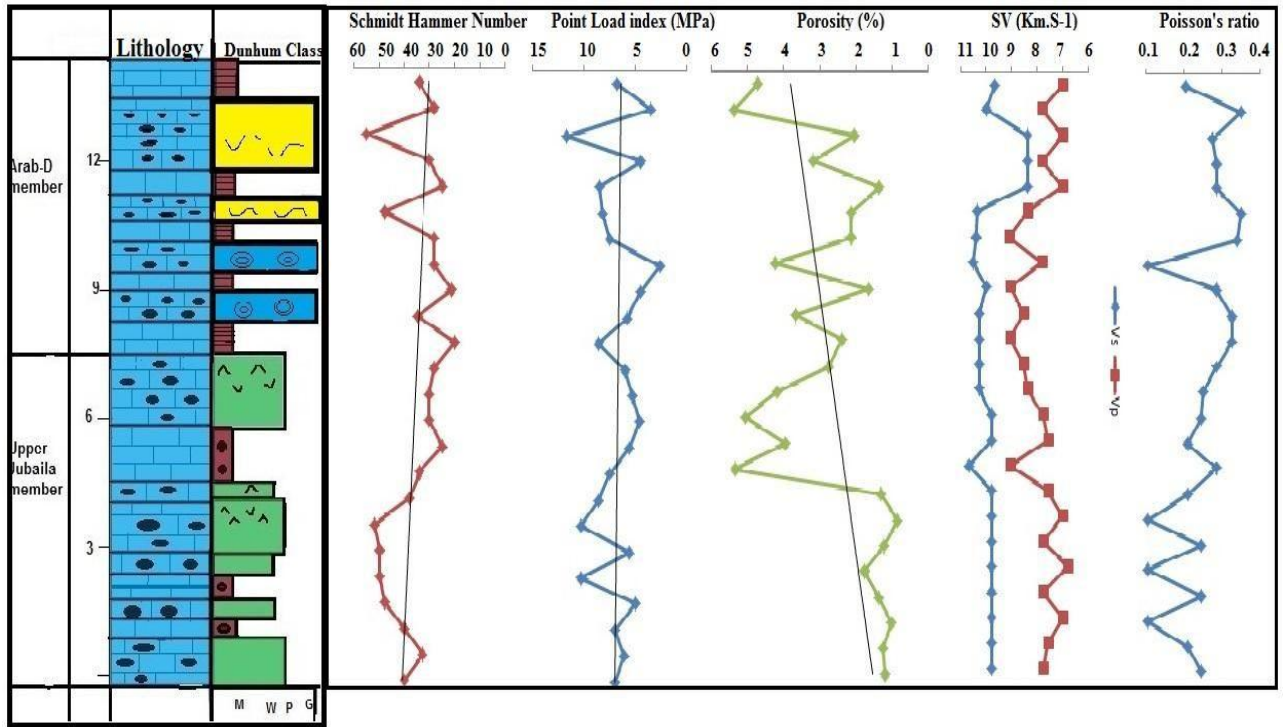 Lithology
Dunhum Class
Schmidt Hammer Number
Point Load index (MPa)
Porosity (%)
SV (Km.S-1)
Poisson's ratio
60 50 40 30 20 10 0
15 10 5 0
6 5 4 3 2 1 0
11 10 9 8 7 6
0.1 0.2 0.3 0.4
Arab-D
member
Upper
Jubaila
member
12
9
6
3
Vs
Vp
M W P G